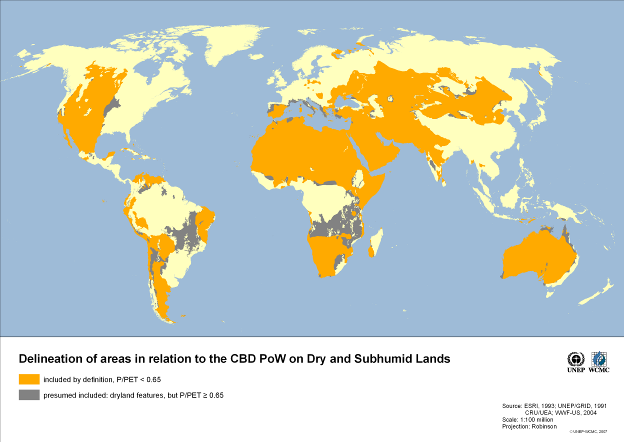 Delineation of areas in relation to the CBD PoW on Dry and Subhumid Lands
included by definition, P/PET < 0.65
presumed included: dryland features, but P/PET ≥ 0.65
UNEP WCMC
Source: ESRI, 1993; UNEP/GRID, 1991
CRU/UEA; WWF-US, 2004
Scale: 1:100 million
Projection: Robinson
© UNEP-WCMC, 2007